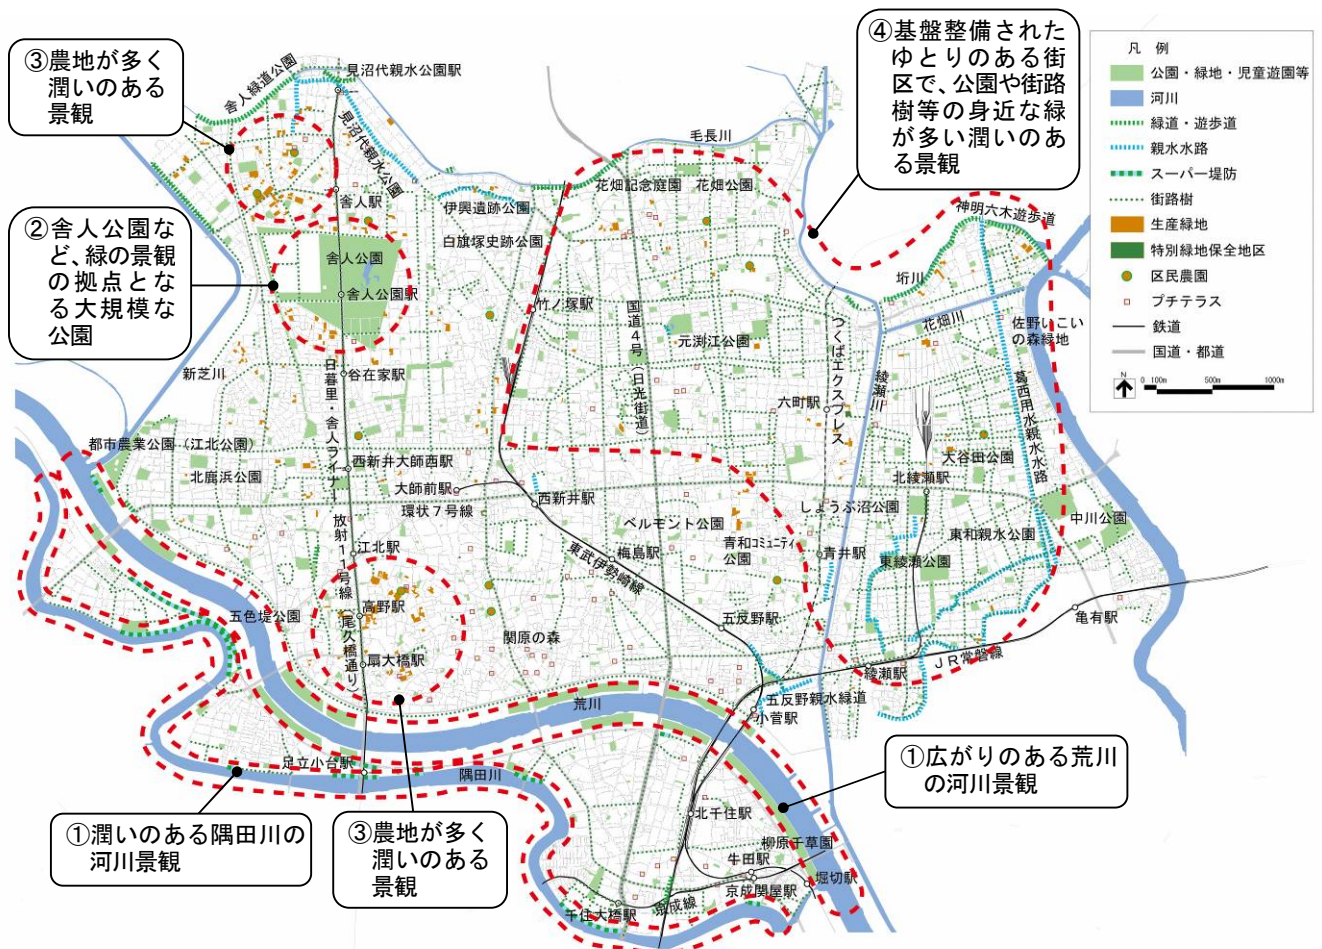 ③農地が多く
潤いのある
景観
②舎人公園な
ど、緑の景観
の拠点とな
る大規模な
公園
④基盤整備された
ゆとりのある街
区で、公園や街路
樹等の身近な緑
が多い潤いのあ
る景観
凡 例
公園・緑地・児童遊園等
河川
緑道・遊歩道
親水水路
スーパー堤防
街路樹
生産緑地
特別緑地保全地区
区民農園
プチテラス
鉄道
国道・都道
N
0 100m 500m 1000m
舎人緑道公園
見沼代親水公園駅
見沼代親水公園
毛長川
花畑記念庭園
花畑公園
神明六木遊歩道
舎人駅
伊興遺跡公園
白旗塚史跡公園
舎人公園
舎人公園駅
竹ノ塚駅
国道4号(日光街道)
元渕江公園
つくばエクスプレス
綾瀬川
垳川
花畑川
佐野いこい
の森緑地
葛西用水親水水路
新芝川
日暮里・舎人ライナー
谷在家駅
六町駅
都市農業公園(江北公園)
北鹿浜公園
西新井大師西駅
大師前駅
環状7号線
西新井駅
大谷田公園
北綾瀬駅
しょうぶ沼公園
ベルモント公園
中川公園
放射11号線(尾久橋通り)
江北駅
東武伊勢崎線
梅島駅
青和コミュニティ
公園
青井駅
東和親水公園
東綾瀬公園
五色堤公園
高野駅
関原の森
五反野駅
亀有駅
扇大橋駅
JR常磐線
綾瀬駅
荒川
五反野親水緑道
小菅駅
足立小台駅
隅田川
①広がりのある荒川
の河川景観
①潤いのある隅田川の
河川景観
③農地が多く
潤いのある
景観
北千住駅
柳原千草園
牛田駅
京成関屋駅
堀切駅
千住大橋駅
京成線